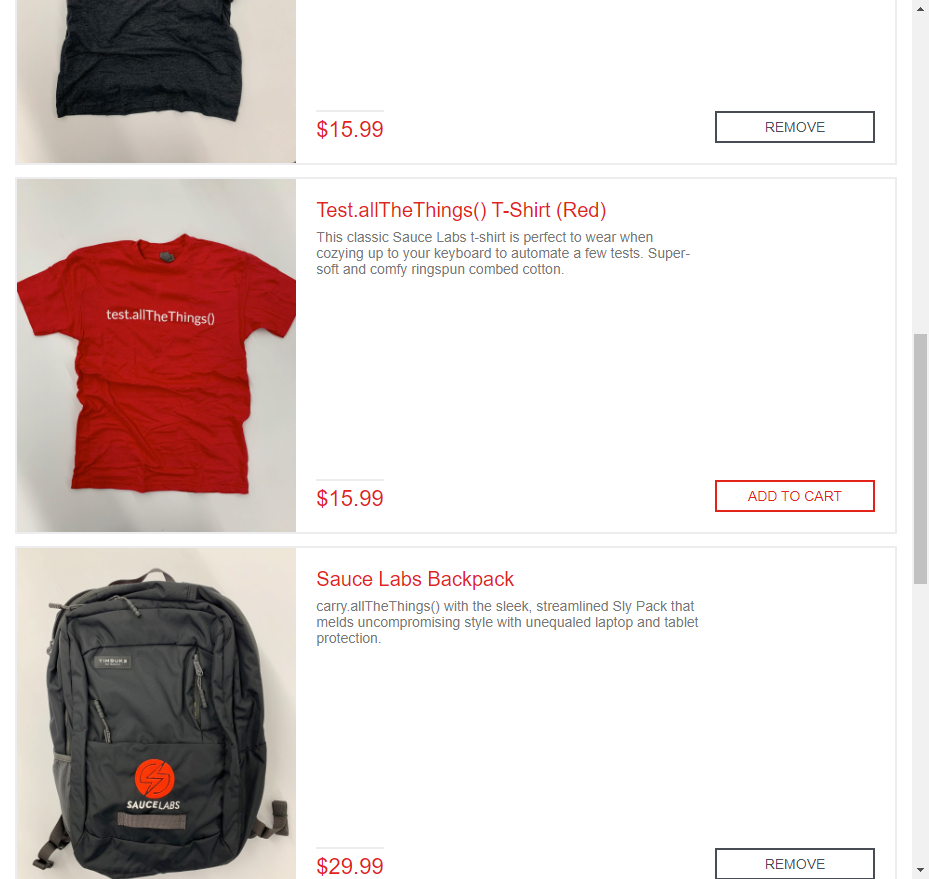 $15.99
REMOVE
Test.allTheThings() T-Shirt (Red)
This classic Sauce Labs t-shirt is perfect to wear when
cozying up to your keyboard to automate a few tests. Super-
soft and comfy ringspun combed cotton.
test.allTheThings()
$15.99
ADD TO CART
Sauce Labs Backpack
carry.allTheThings() with the sleek, streamlined Sly Pack that
melds uncompromising style with unequaled laptop and tablet
protection.
TIMBUK2
SAUCELABS
$29.99
REMOVE